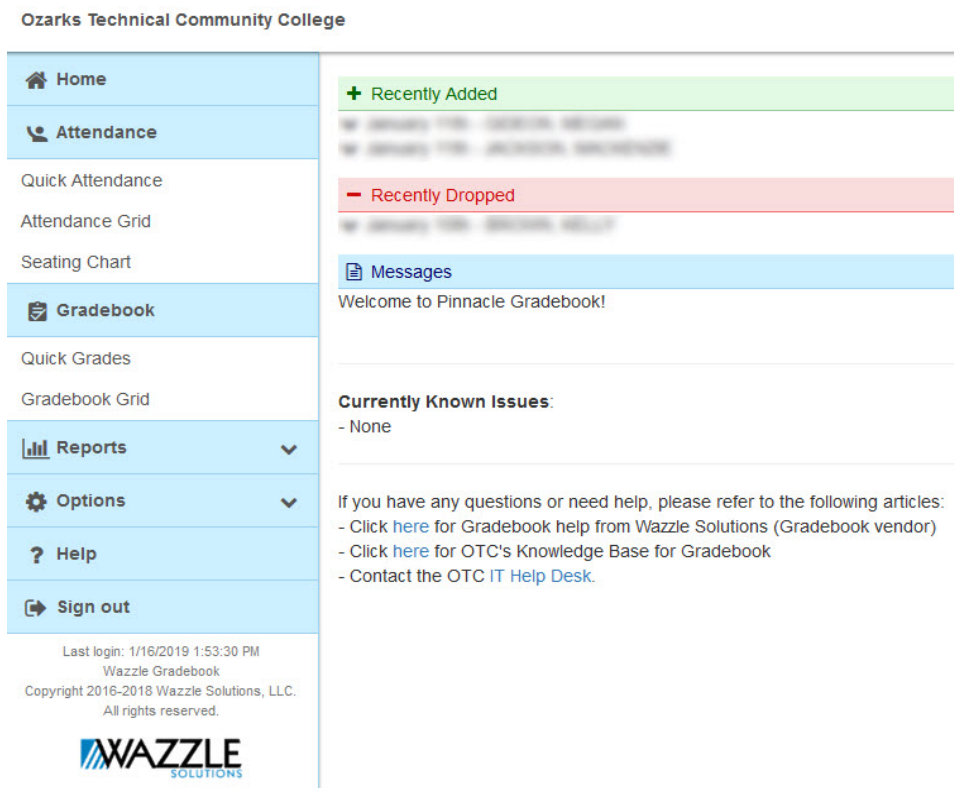 Ozarks Technical Community College
Home
Attendance
Quick Attendance
Attendance Grid
Seating Chart
Gradebook
Quick Grades
Gradebook Grid
Reports
Options
? Help
Sign out
Last login: 1/16/2019 1:53:30 PM
Wazzle Gradebook
Copyright 2016-2018 Wazzle Solutions, LLC.
All rights reserved.
WAZZLE
SOLUTIONS
+ Recently Added
- Recently Dropped
Messages
Welcome to Pinnacle Gradebook!
Currently Known Issues:
- None
If you have any questions or need help, please refer to the following articles:
- Click here for Gradebook help from Wazzle Solutions (Gradebook vendor)
- Click here for OTC's Knowledge Base for Gradebook
- Contact the OTC IT Help Desk.